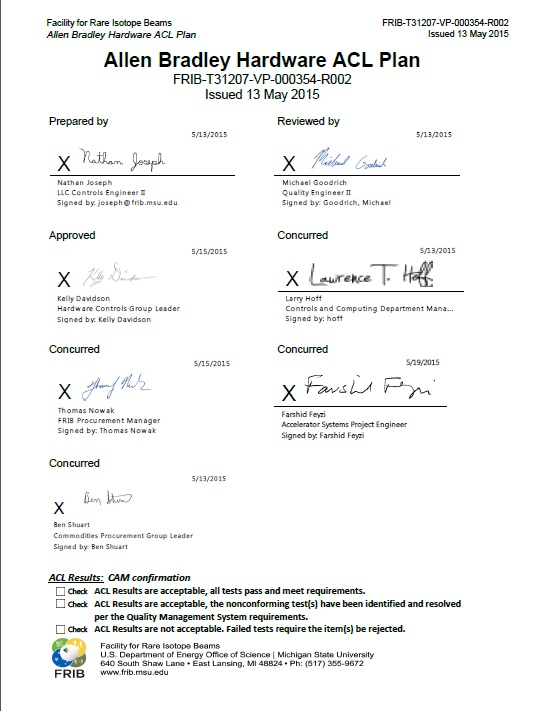 Facility for Rare Isotope Beams FRIB-T31207-VP-000354-R002
Allen Bradley Hardware ACL Plan Issued 13 May 2015
Allen Bradley Hardware ACL Plan
FRIB-T31207-VP-000354-R002
Issued 13 May 2015
Prepared by
5/13/2015
X Nathan Joseph
Nathan Joseph
LLC Controls Engineer II
Signed by: joseph@frib.msu.edu
Reviewed by
5/13/2015
X Michael Goodrich
Michael Goodrich
Quality Engineer II
Signed by: Goodrich, Michael
Approved
5/15/2015
X Kelly Davidson
Kelly Davidson
Hardware Controls Group Leader
Signed by: Kelly Davidson
Concurred
5/13/2015
X Lawrence T. Hoff
Larry Hoff
Controls and Computing Department Mana...
Signed by: hoff
Concurred
5/15/2015
X Thomas Nowak
Thomas Nowak
FRIB Procurement Manager
Signed by: Thomas Nowak
Concurred
5/19/2015
X Farshid Feyzi
Farshid Feyzi
Accelerator Systems Project Engineer
Signed by: Farshid Feyzi
Concurred
5/13/2015
X Ben Shuart
Ben Shuart
Commodities Procurement Group Leader
Signed by: Ben Shuart
ACL Results: CAM confirmation
Check ACL Results are acceptable, all tests pass and meet requirements.
Check ACL Results are acceptable, the nonconforming test(s) have been identified and resolved
per the Quality Management System requirements.
Check ACL Results are not acceptable. Failed tests require the item(s) be rejected.
FRIB
Facility for Rare Isotope Beams
U.S. Department of Energy Office of Science | Michigan State University
640 South Shaw Lane • East Lansing, MI 48824 • Ph: (517) 355-9672
www.frib.msu.edu